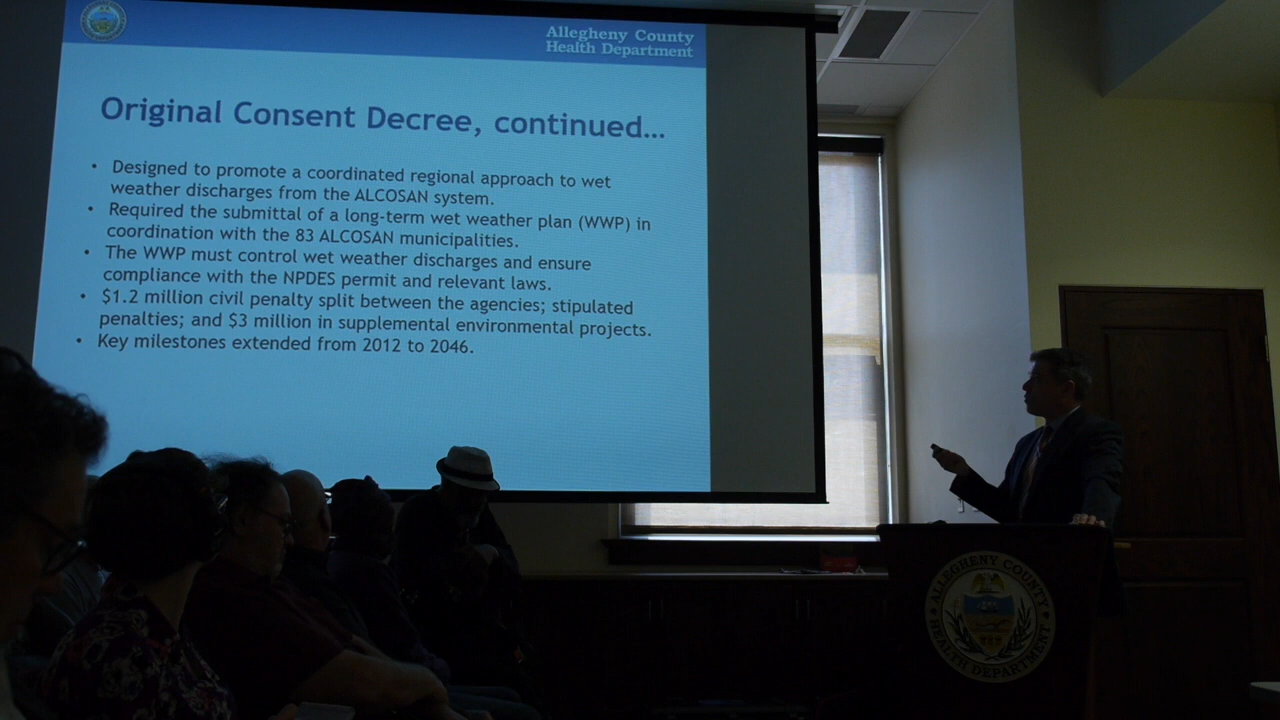 Allegheny County
Health Department
Original Consent Decree, continued...
• Designed to promote a coordinated regional approach to wet
weather discharges from the ALCOSAN system.
• Required the submittal of a long-term wet weather plan (WWP) in
coordination with the 83 ALCOSAN municipalities.
• The WWP must control wet weather discharges and ensure
compliance with the NPDES permit and relevant laws.
• $1.2 million civil penalty split between the agencies; stipulated
penalties; and $3 million in supplemental environmental projects.
• Key milestones extended from 2012 to 2046.
ALLEGHENY COUNTY
HEALTH DEPARTMENT